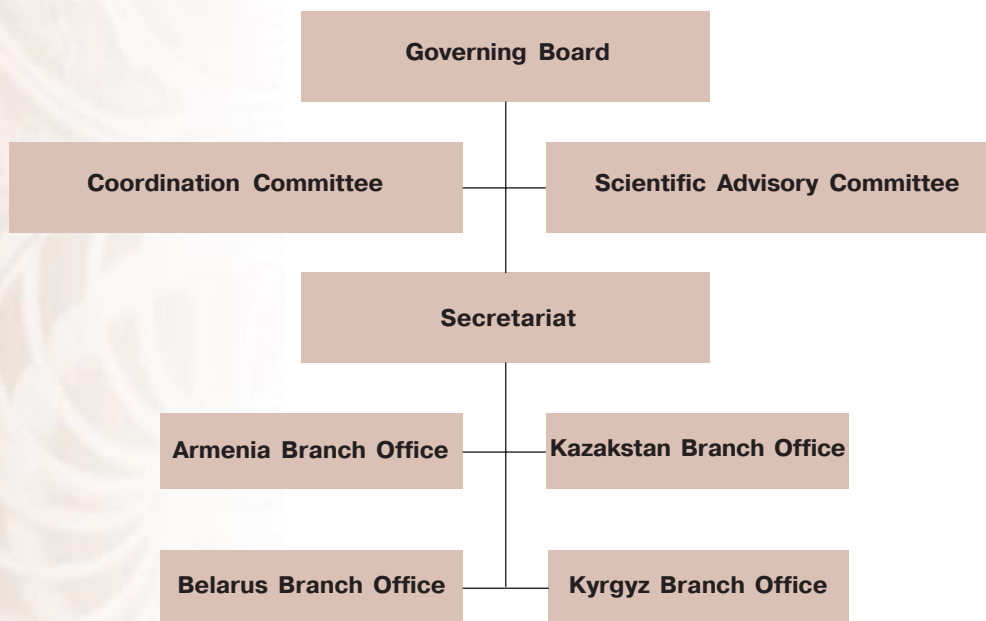 Governing Board
Coordination Committee
Scientific Advisory Committee
Secretariat
Armenia Branch Office
Kazakstan Branch Office
Belarus Branch Office
Kyrgyz Branch Office